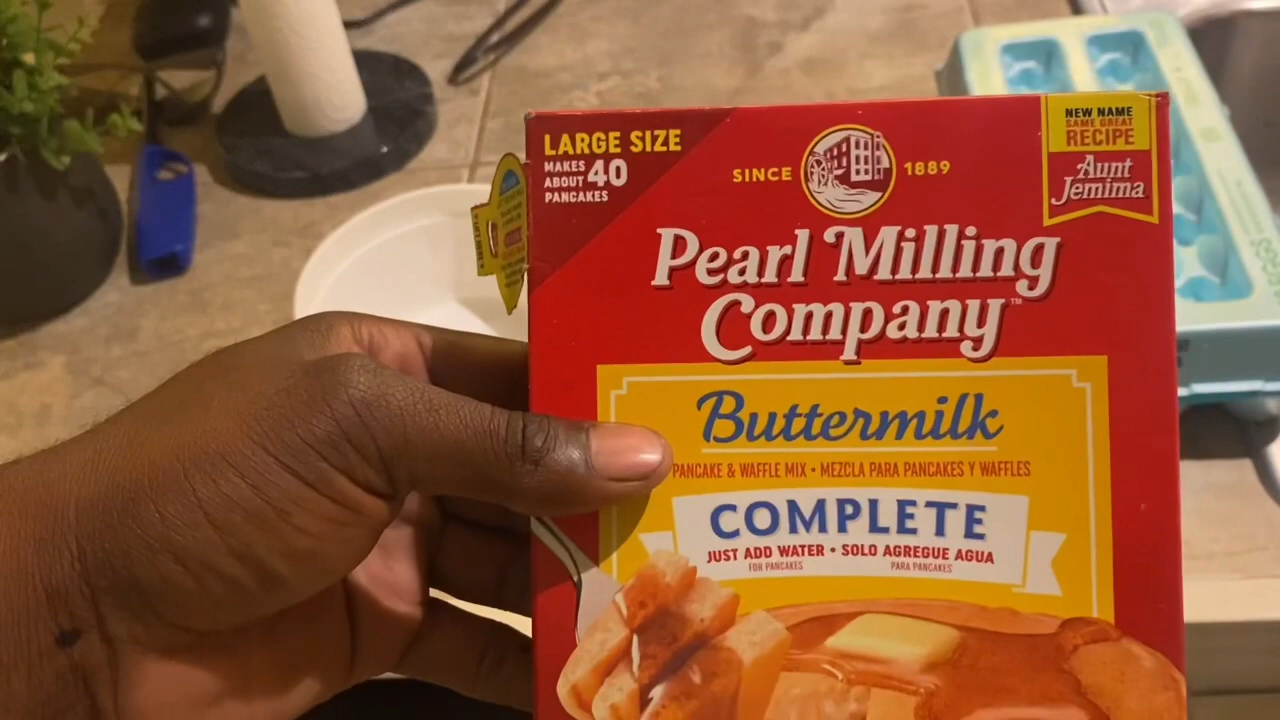 LARGE SIZE
MAKES
ABOUT 40
PANCAKES
SINCE 1889
NEW NAME
SAME GREAT
RECIPE
Aunt
Jemima
Pearl Milling
Company™
Buttermilk
PANCAKE & WAFFLE MIX • MEZCLA PARA PANCAKES Y WAFFLES
COMPLETE
JUST ADD WATER • SOLO AGREGUE AGUA
FOR PANCAKES PARA PANCAKES